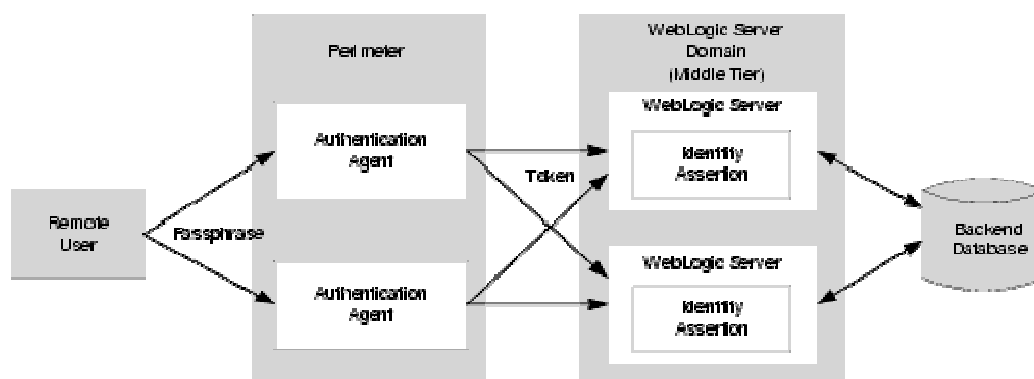 Remote
User
Passphrase
Perimeter
Authentication
Agent
Authentication
Agent
Token
WebLogic Server
Domain
(Middle Tier)
WebLogic Server
Identity
Assertion
WebLogic Server
Identity
Assertion
Backend
Database